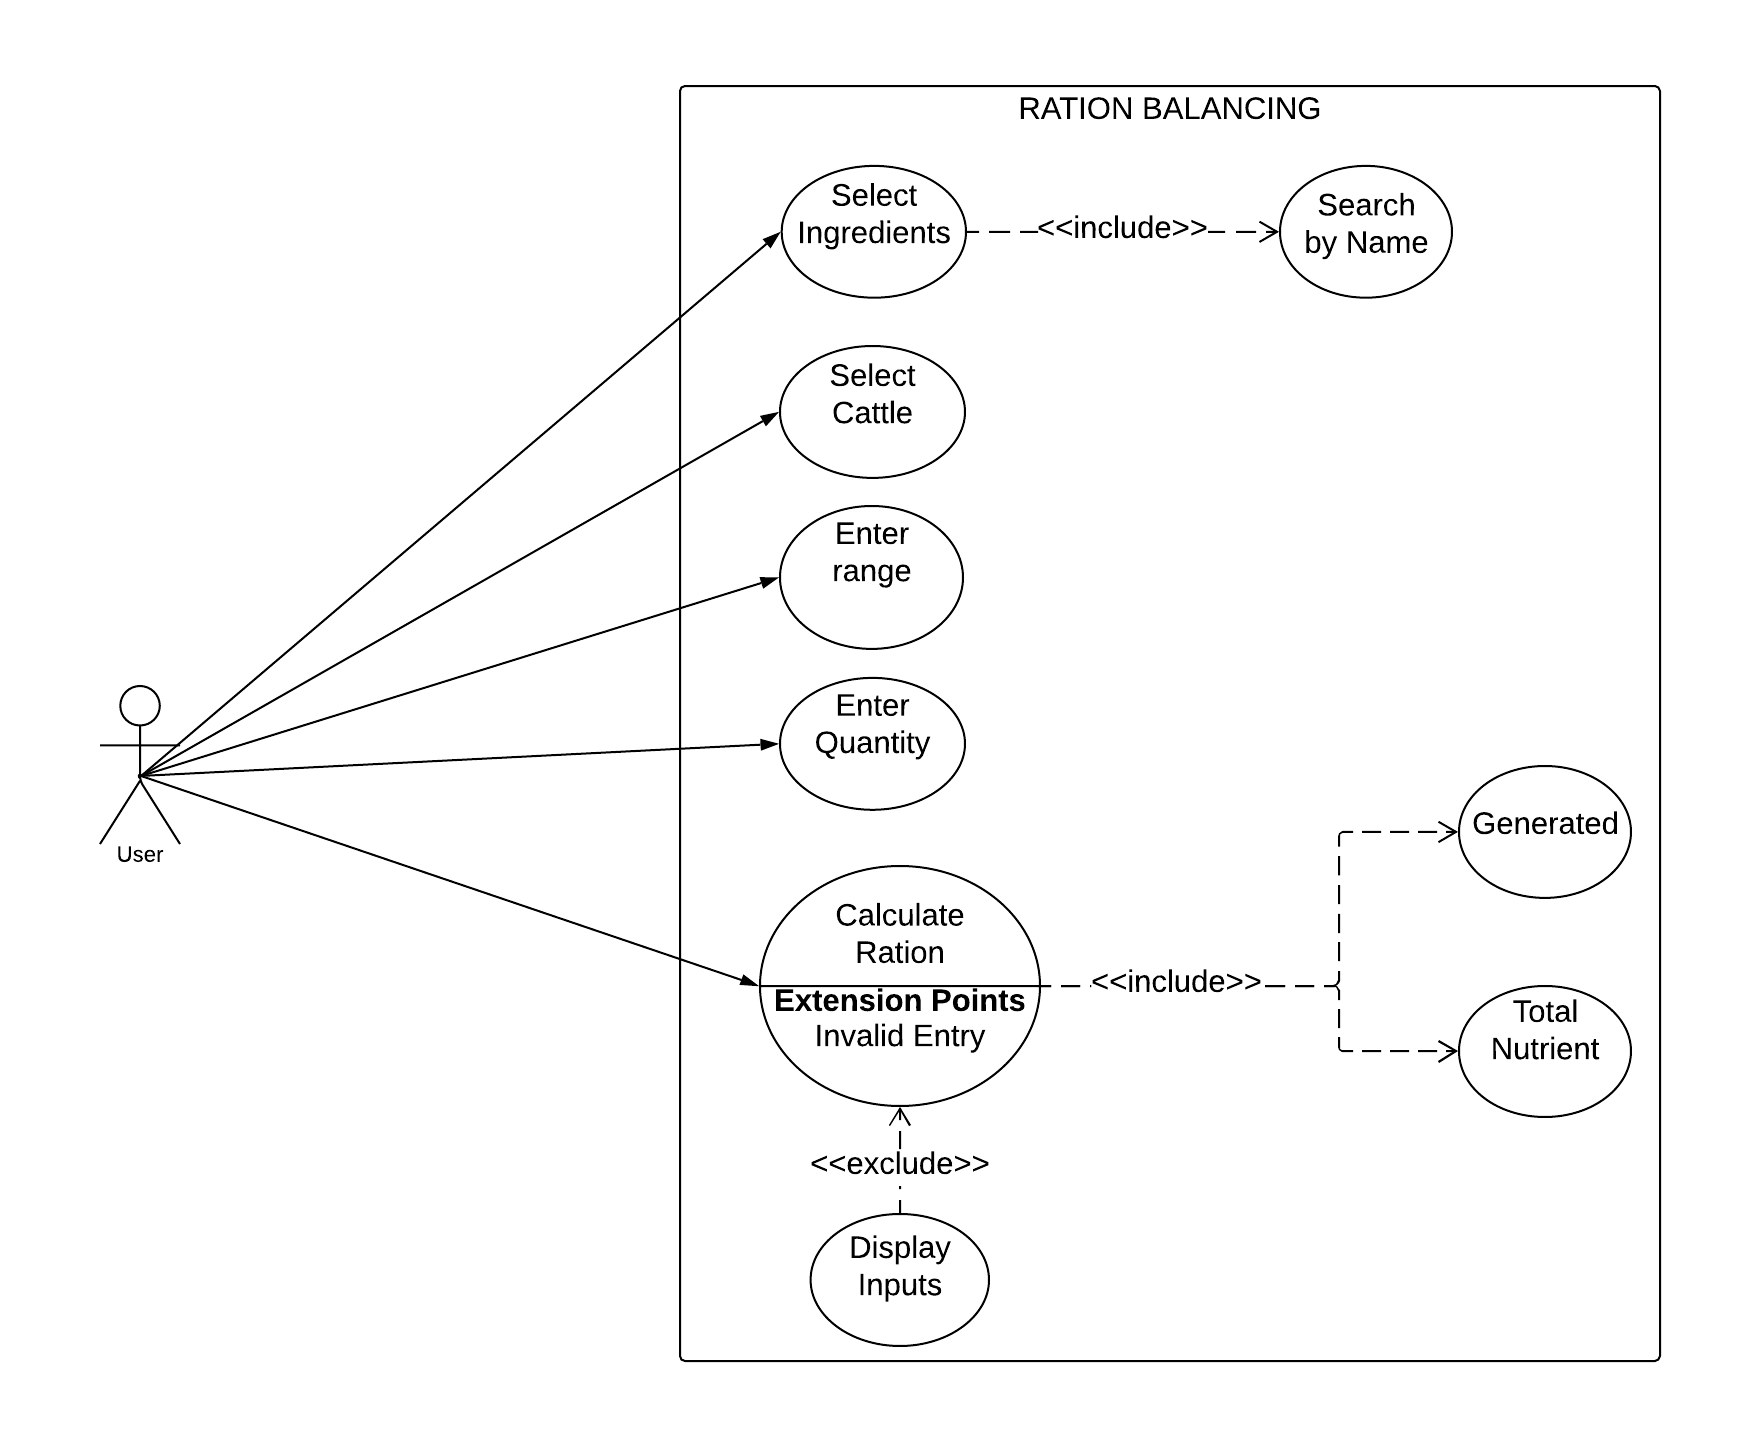 RATION BALANCING
Select
Ingredients
<<include>>
Search
by Name
Select
Cattle
Enter
range
Enter
Quantity
User
Generated
Calculate
Ration
Extension Points
Invalid Entry
<<include>>
Total
Nutrient
<<exclude>>
Display
Inputs